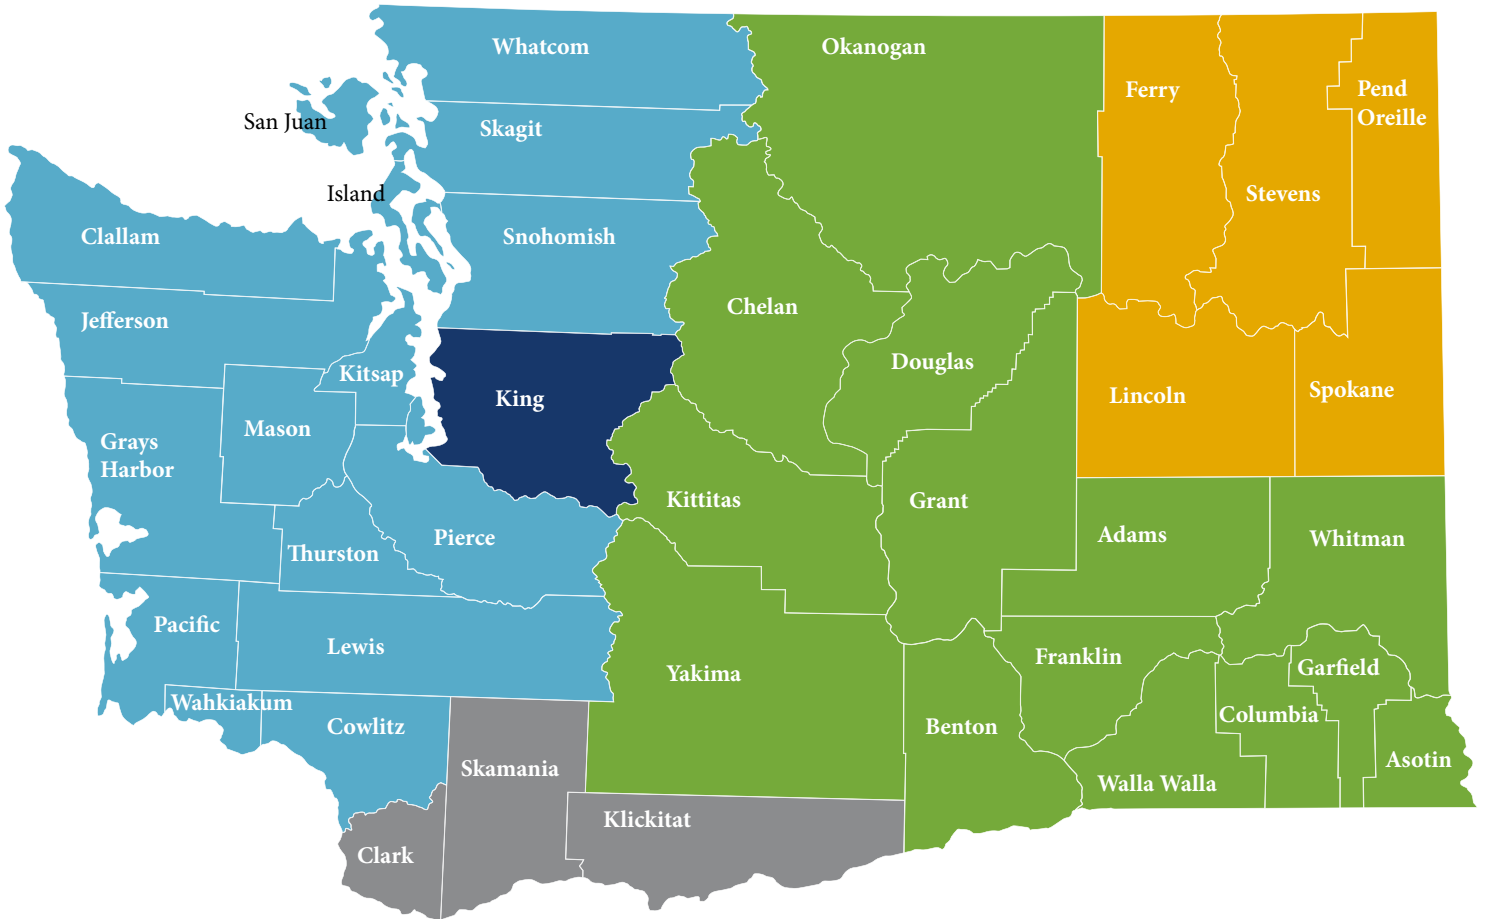 Whatcom
Okanogan
Ferry
Pend
Oreille
San Juan
Skagit
Island
Stevens
Clallam
Snohomish
Chelan
Jefferson
Douglas
Kitsap
King
Lincoln
Spokane
Mason
Grays
Harbor
Kittitas
Grant
Pierce
Adams
Whitman
Thurston
Pacific
Lewis
Franklin
Garfield
Yakima
Wahkiakum
Columbia
Cowlitz
Benton
Asotin
Skamania
Walla Walla
Klickitat
Clark